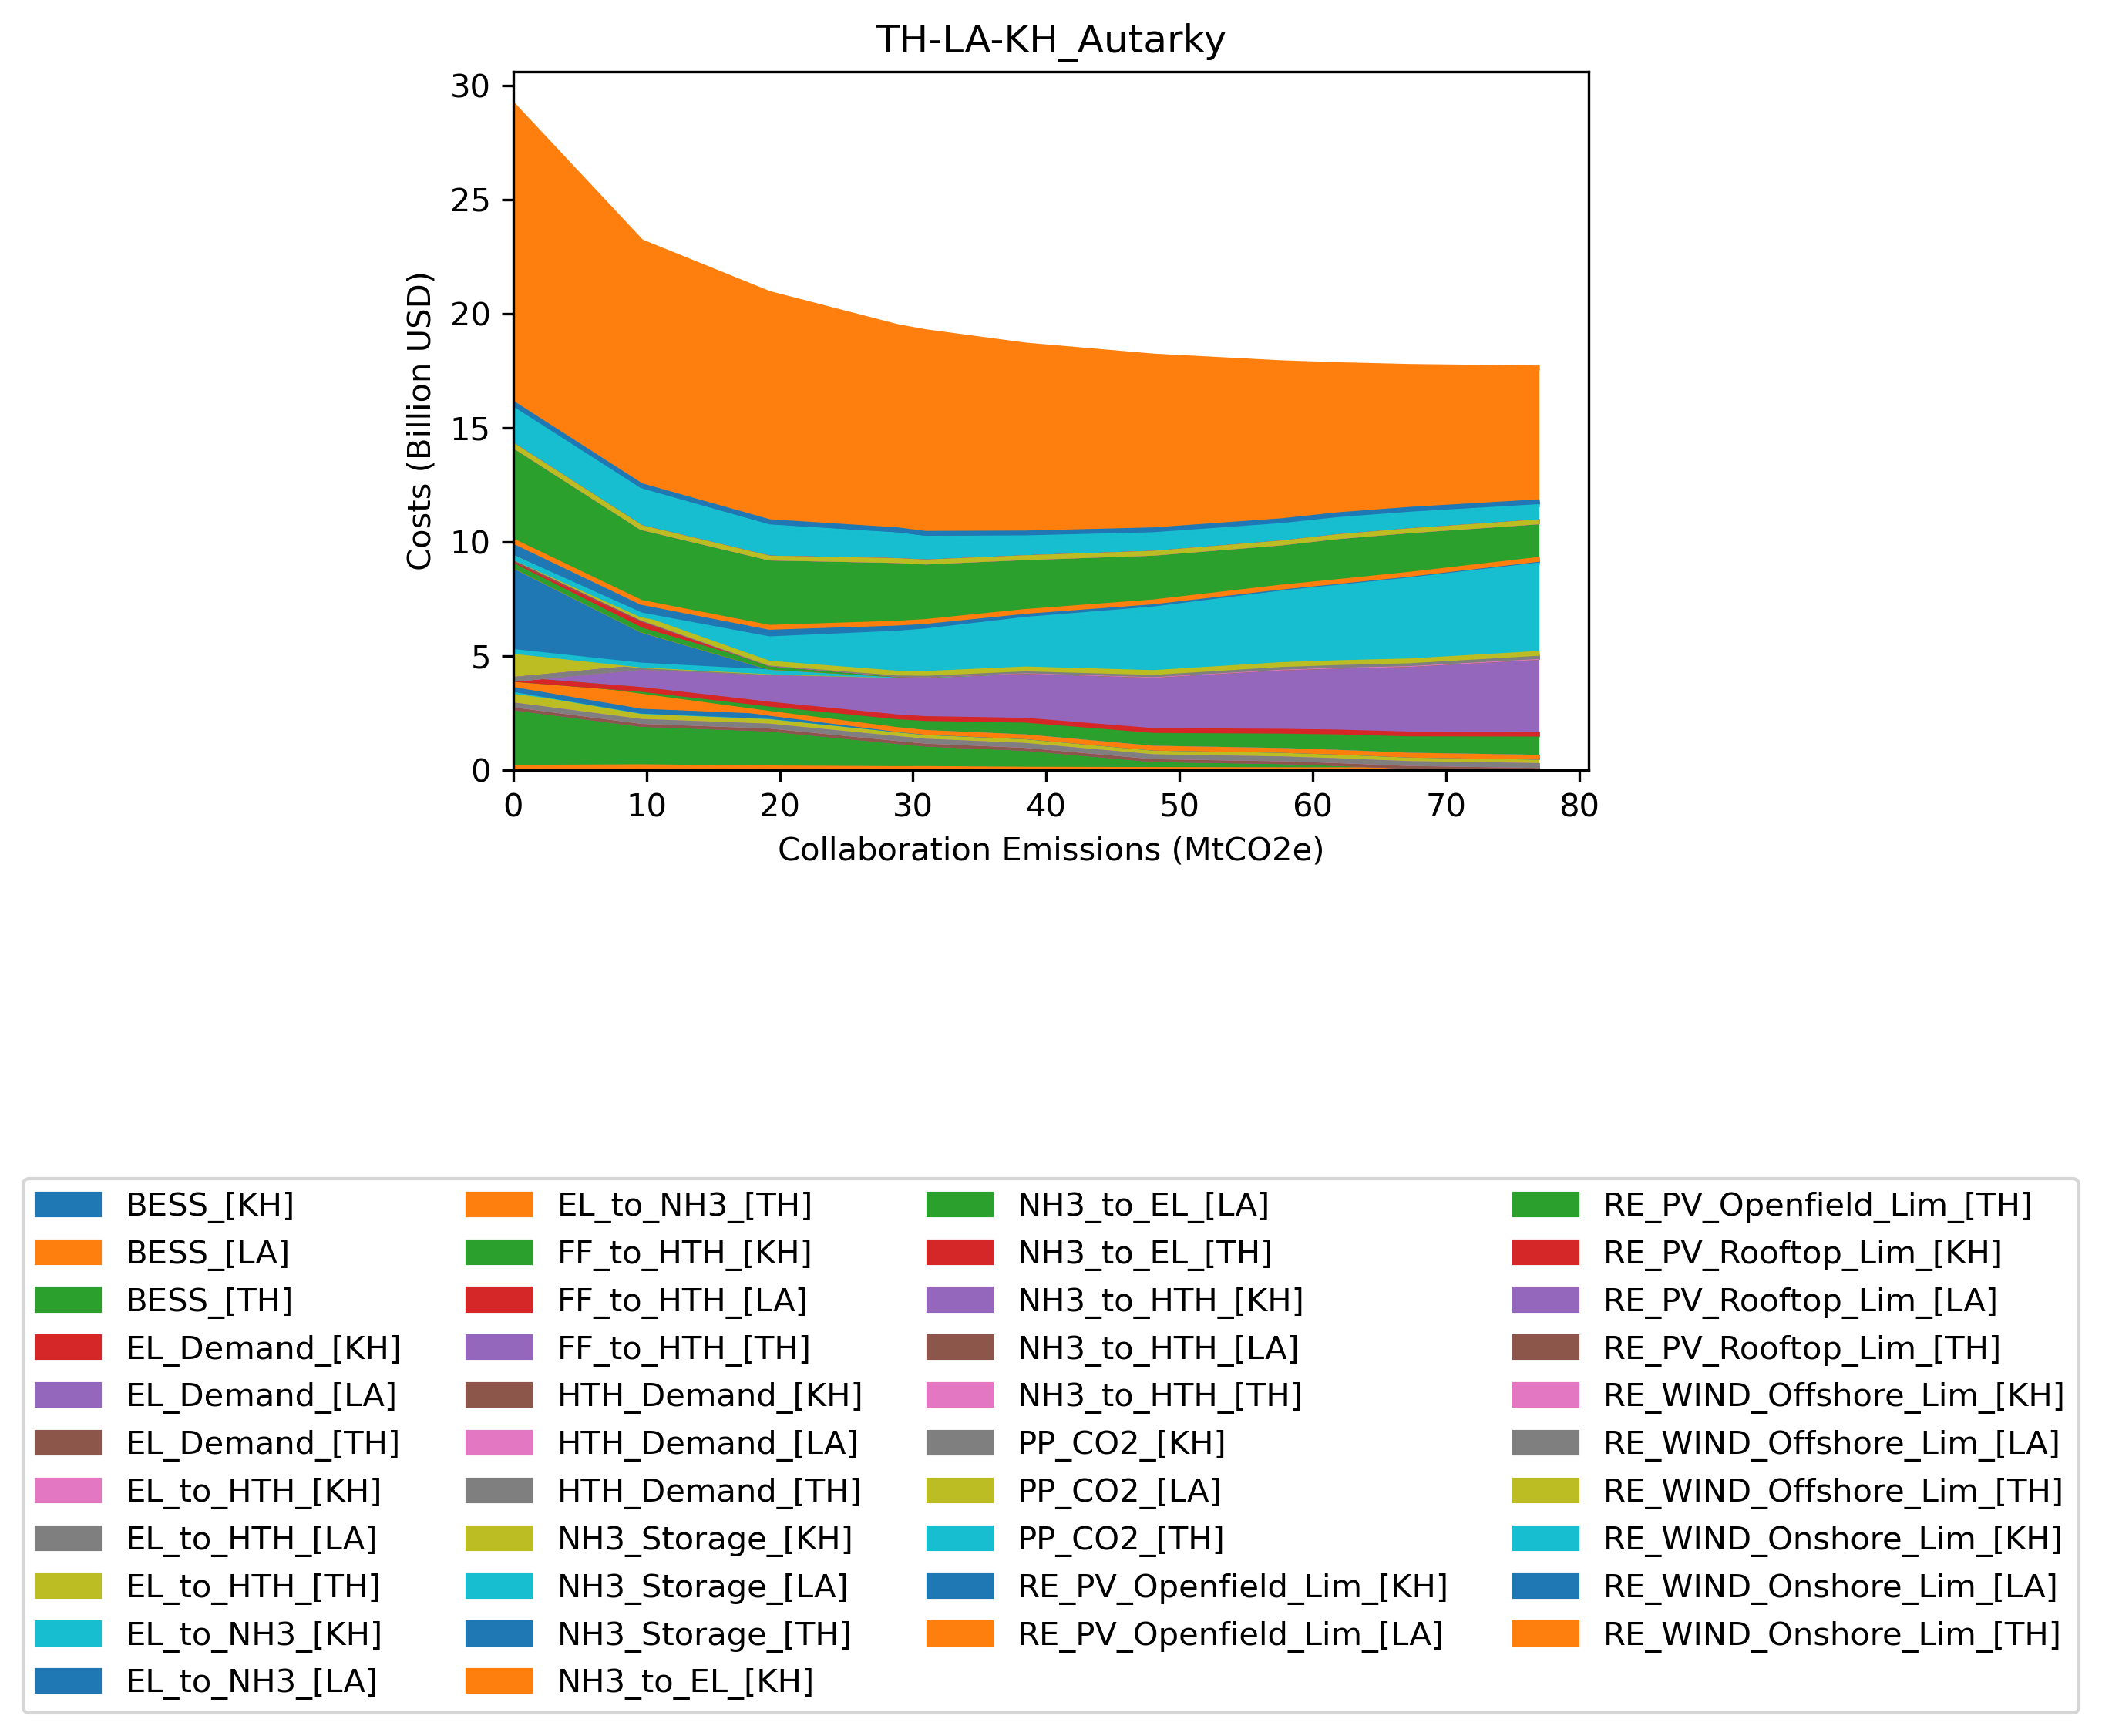 TH-LA-KH_Autarky
30
25
20
15
10
5
0
Costs (Billion USD)
0 10 20 30 40 50 60 70 80
Collaboration Emissions (MtCO2e)
BESS_[KH]
BESS_[LA]
BESS_[TH]
EL_Demand_[KH]
EL_Demand_[LA]
EL_Demand_[TH]
EL_to_HTH_[KH]
EL_to_HTH_[LA]
EL_to_HTH_[TH]
EL_to_NH3_[KH]
EL_to_NH3_[LA]
EL_to_NH3_[TH]
FF_to_HTH_[KH]
FF_to_HTH_[LA]
FF_to_HTH_[TH]
HTH_Demand_[KH]
HTH_Demand_[LA]
HTH_Demand_[TH]
NH3_Storage_[KH]
NH3_Storage_[LA]
NH3_Storage_[TH]
NH3_to_EL_[KH]
NH3_to_EL_[LA]
NH3_to_EL_[TH]
NH3_to_HTH_[KH]
NH3_to_HTH_[LA]
NH3_to_HTH_[TH]
PP_CO2_[KH]
PP_CO2_[LA]
PP_CO2_[TH]
RE_PV_Openfield_Lim_[KH]
RE_PV_Openfield_Lim_[LA]
RE_PV_Openfield_Lim_[TH]
RE_PV_Rooftop_Lim_[KH]
RE_PV_Rooftop_Lim_[LA]
RE_PV_Rooftop_Lim_[TH]
RE_WIND_Offshore_Lim_[KH]
RE_WIND_Offshore_Lim_[LA]
RE_WIND_Offshore_Lim_[TH]
RE_WIND_Onshore_Lim_[KH]
RE_WIND_Onshore_Lim_[LA]
RE_WIND_Onshore_Lim_[TH]